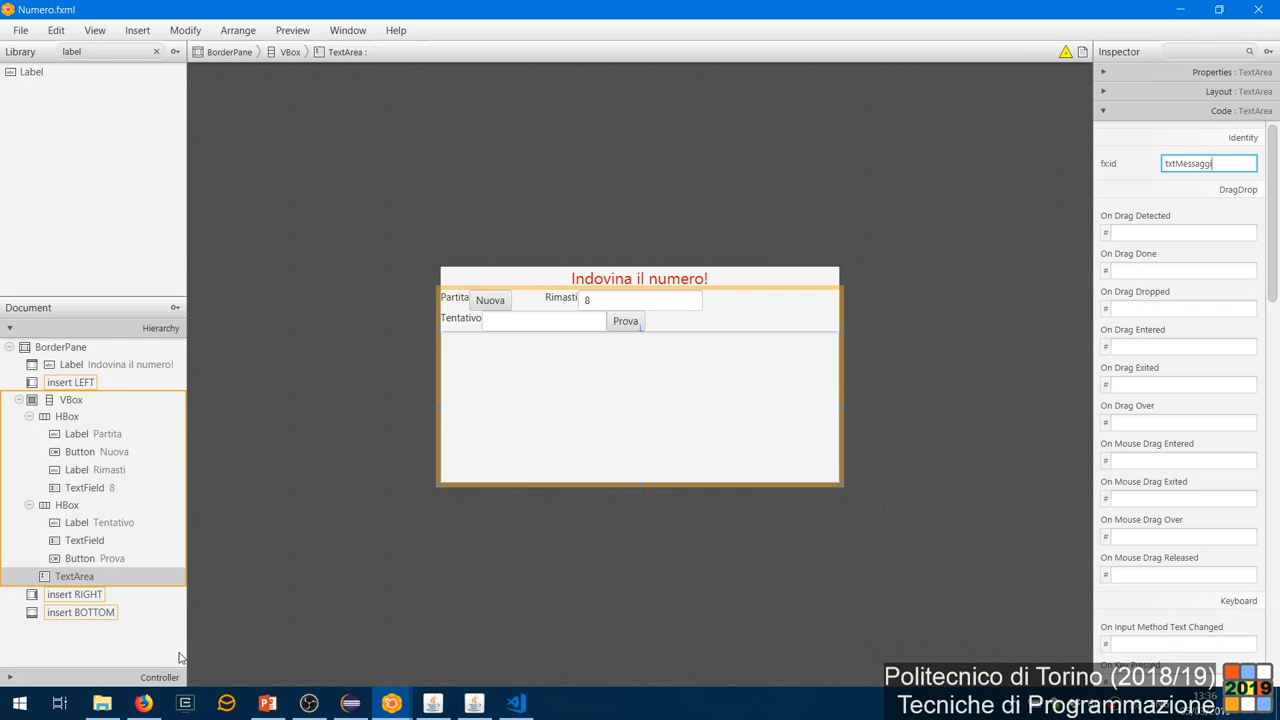 Numero.fxml
File Edit View Insert Modify Arrange Preview Window Help
Library label
BorderPane VBox TextArea :
Inspector
Label
Properties : TextArea
Layout : TextArea
Code : TextArea
Identity
fx:id txtMessaggi
DragDrop
On Drag Detected
#
On Drag Done
#
On Drag Dropped
#
On Drag Entered
#
On Drag Exited
#
On Drag Over
#
On Mouse Drag Entered
#
On Mouse Drag Exited
#
On Mouse Drag Over
#
On Mouse Drag Released
#
Keyboard
On Input Method Text Changed
#
Indovina il numero!
Partita Nuova Rimasti 8
Tentativo Prova
Document
Hierarchy
BorderPane
Label Indovina il numero!
insert LEFT
VBox
HBox
Label Partita
Button Nuova
Label Rimasti
TextField 8
HBox
Label Tentativo
TextField
Button Prova
TextArea
insert RIGHT
insert BOTTOM
Controller
Politecnico di Torino (2018/19)
Tecniche di Programmazione
2019
13:36